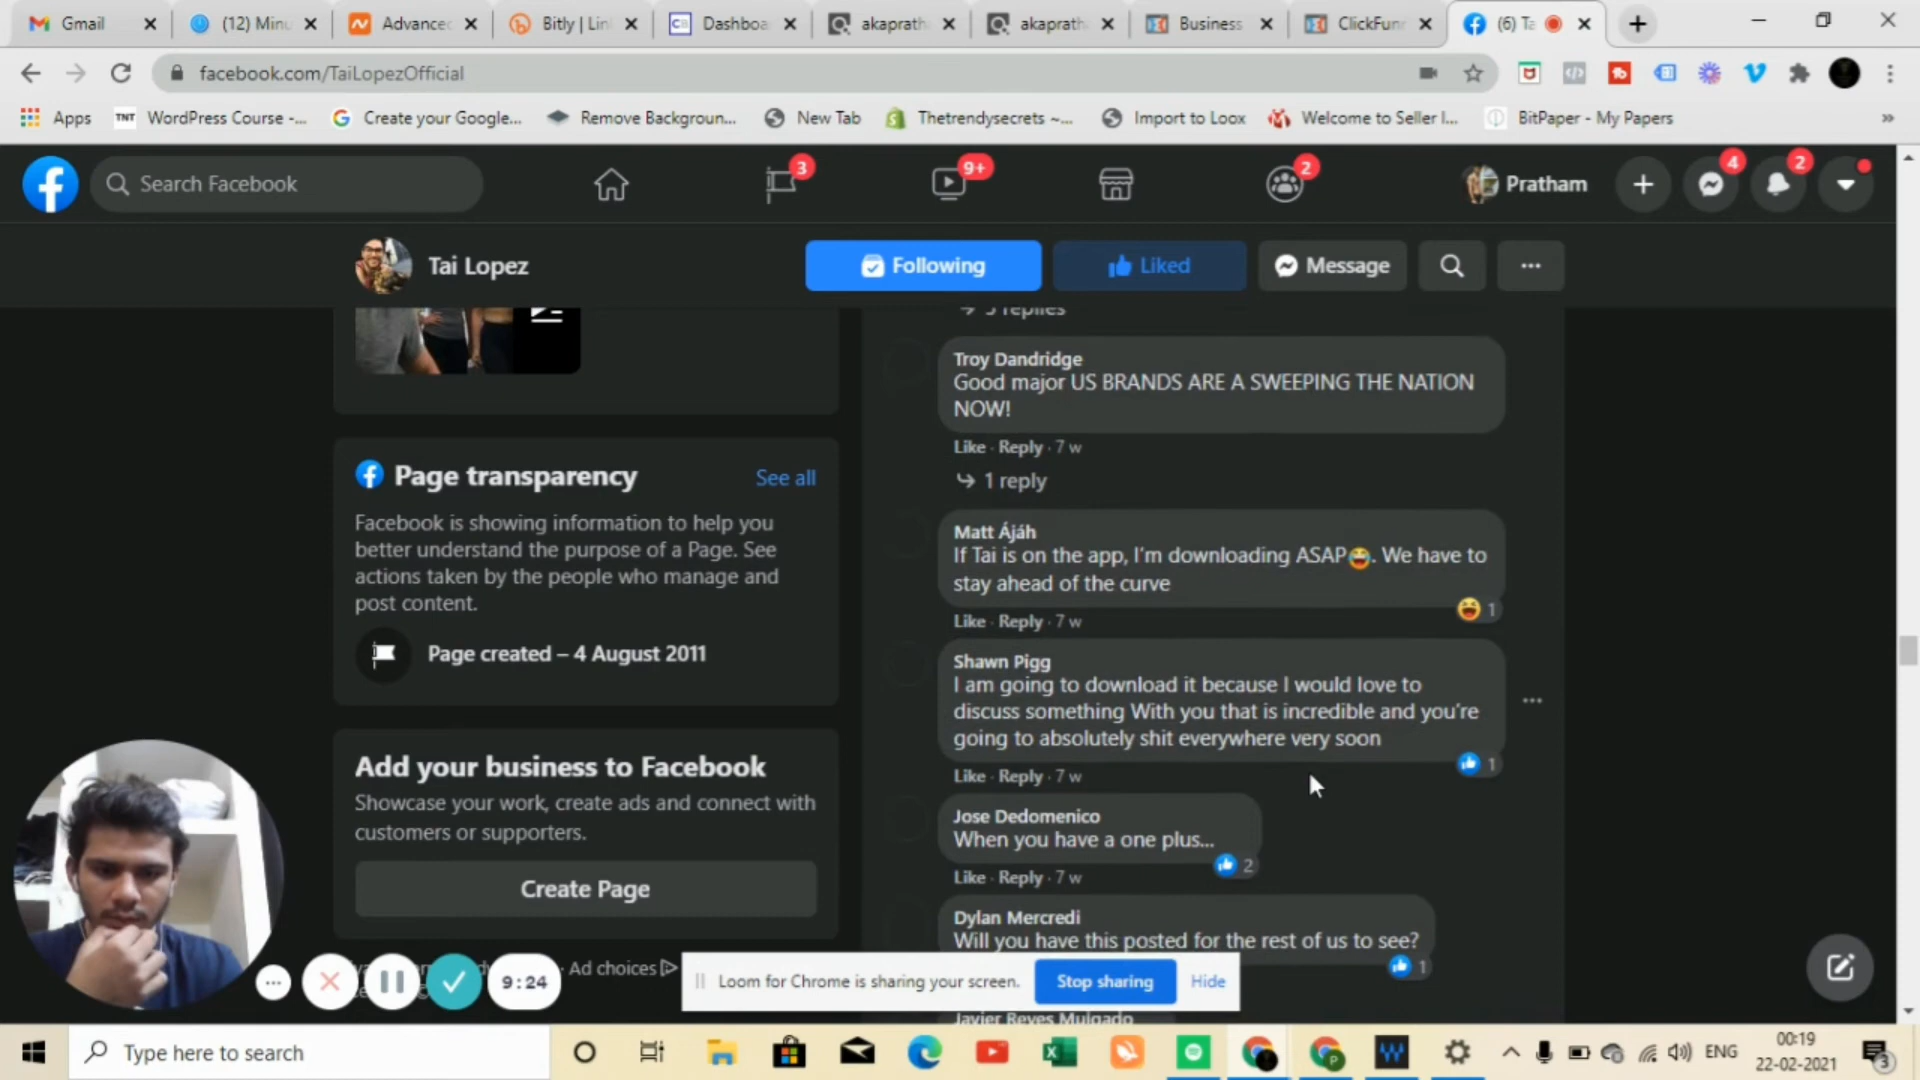 Gmail
(12) Minu
Advanced
Bitly | Lin
Dashboa
akaprath
akaprath
Business
ClickFunn
(6) Ta
facebook.com/TaiLopezOfficial
Apps
TNT WordPress Course -...
Create your Google...
Remove Backgroun...
New Tab
Thetrendysecrets ~...
Import to Loox
Welcome to Seller I...
BitPaper - My Papers
Search Facebook
3
9+
2
Pratham
4
2
Tai Lopez
Following
Liked
Message
Page transparency
See all
Facebook is showing information to help you
better understand the purpose of a Page. See
actions taken by the people who manage and
post content.
Page created – 4 August 2011
Add your business to Facebook
Showcase your work, create ads and connect with
customers or supporters.
Create Page
Ad choices
5 replies
Troy Dandridge
Good major US BRANDS ARE A SWEEPING THE NATION
NOW!
Like · Reply · 7 w
1 reply
Matt Ájáh
If Tai is on the app, I'm downloading ASAP😆. We have to
stay ahead of the curve
1
Like · Reply · 7 w
Shawn Pigg
I am going to download it because I would love to
discuss something With you that is incredible and you're
going to absolutely shit everywhere very soon
1
Like · Reply · 7 w
Jose Dedomenico
When you have a one plus...
2
Like · Reply · 7 w
Dylan Mercredi
Will you have this posted for the rest of us to see?
1
Javier Reyes Mulgado
9:24
Loom for Chrome is sharing your screen.
Stop sharing
Hide
Type here to search
ENG
00:19
22-02-2021
3